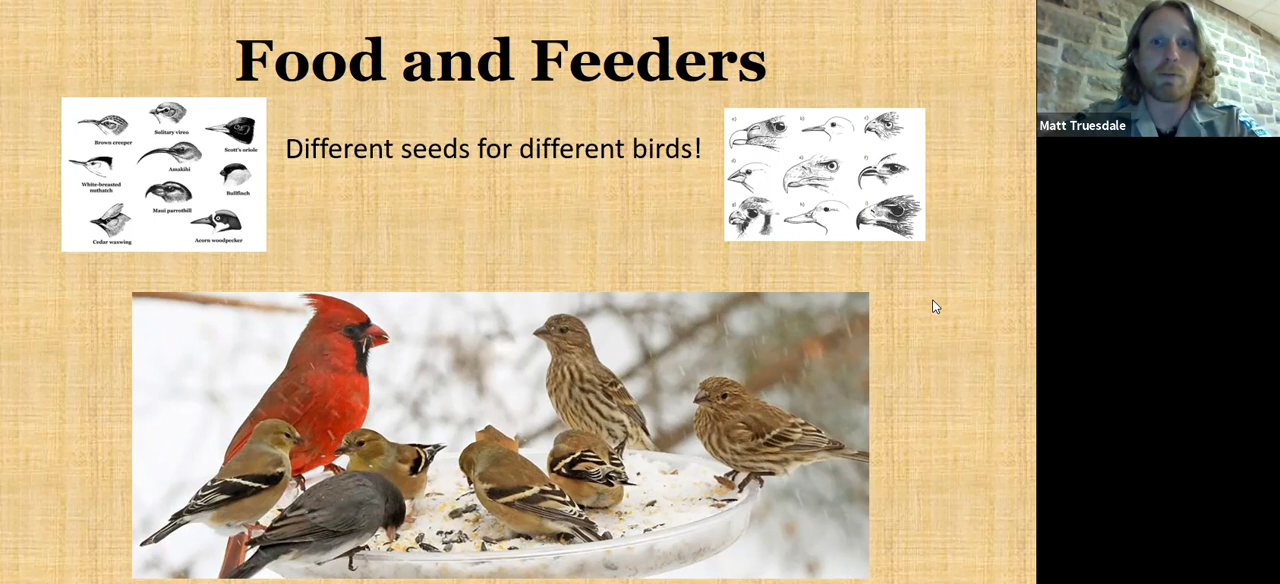 Food and Feeders
Different seeds for different birds!
Solitary vireo
Brown creeper
Scott's oriole
Amakihi
White-breasted
nuthatch
Bullfinch
Maui parrotbill
Cedar waxwing
Acorn woodpecker
a)
b)
c)
d)
e)
f)
g)
h)
Matt Truesdale